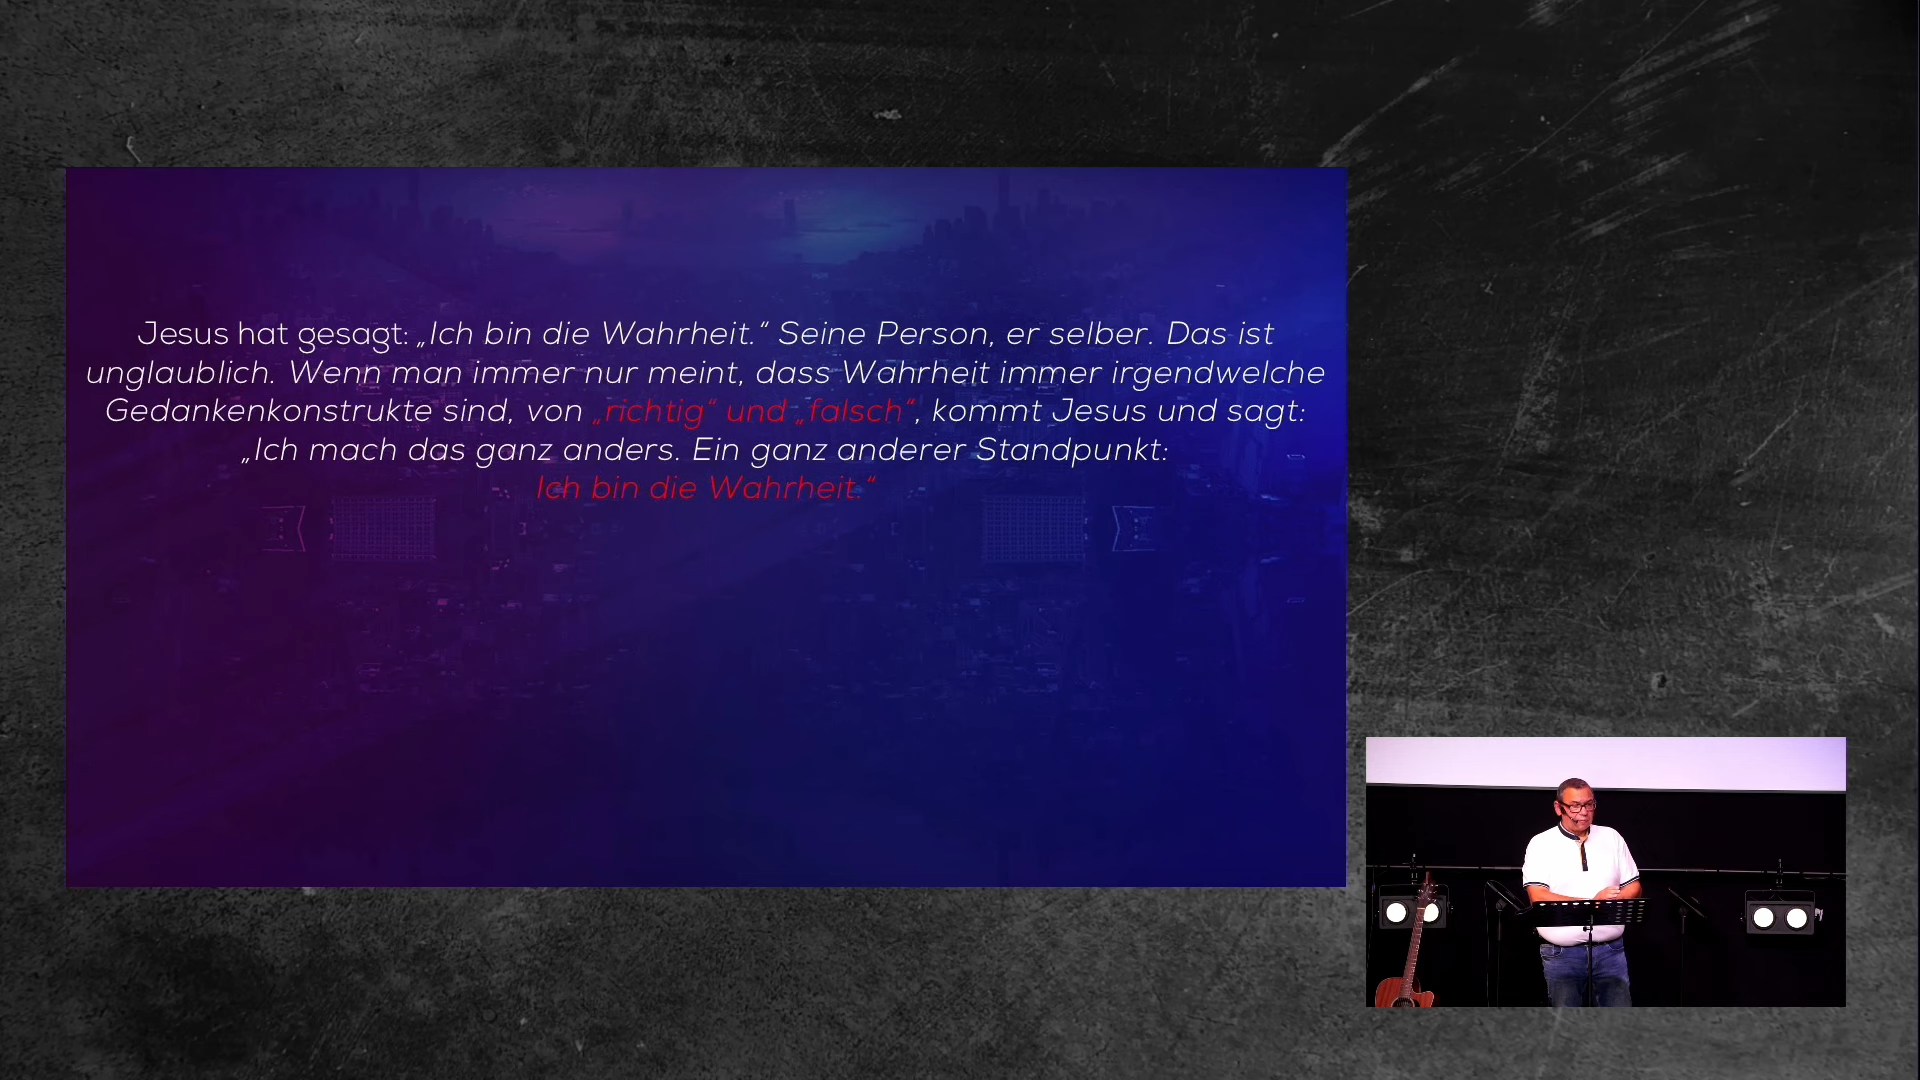 Jesus hat gesagt: „Ich bin die Wahrheit.“ Seine Person, er selber. Das ist
unglaublich. Wenn man immer nur meint, dass Wahrheit immer irgendwelche
Gedankenkonstrukte sind, von „richtig“ und „falsch“, kommt Jesus und sagt:
„Ich mach das ganz anders. Ein ganz anderer Standpunkt:
Ich bin die Wahrheit.“